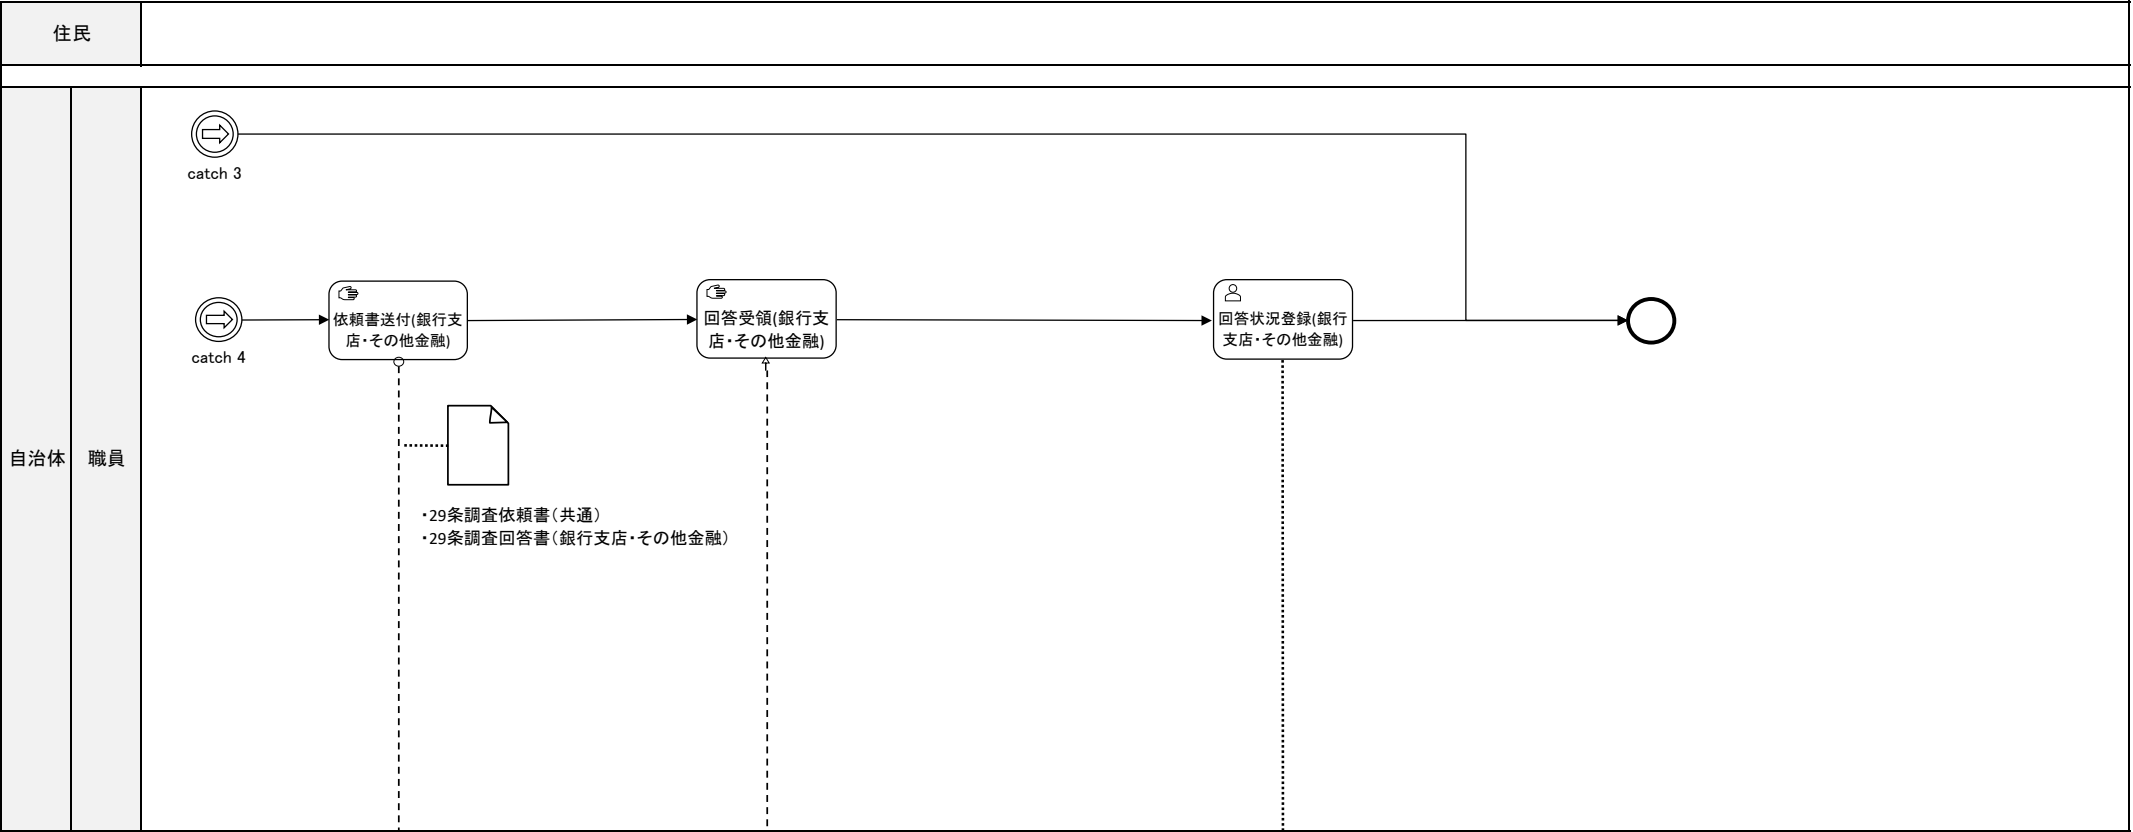 住民
自治体
職員
catch 3
catch 4
依頼書送付(銀行支
店・その他金融)
回答受領(銀行支
店・その他金融)
回答状況登録(銀行
支店・その他金融)
・29条調査依頼書（共通）
・29条調査回答書（銀行支店・その他金融）